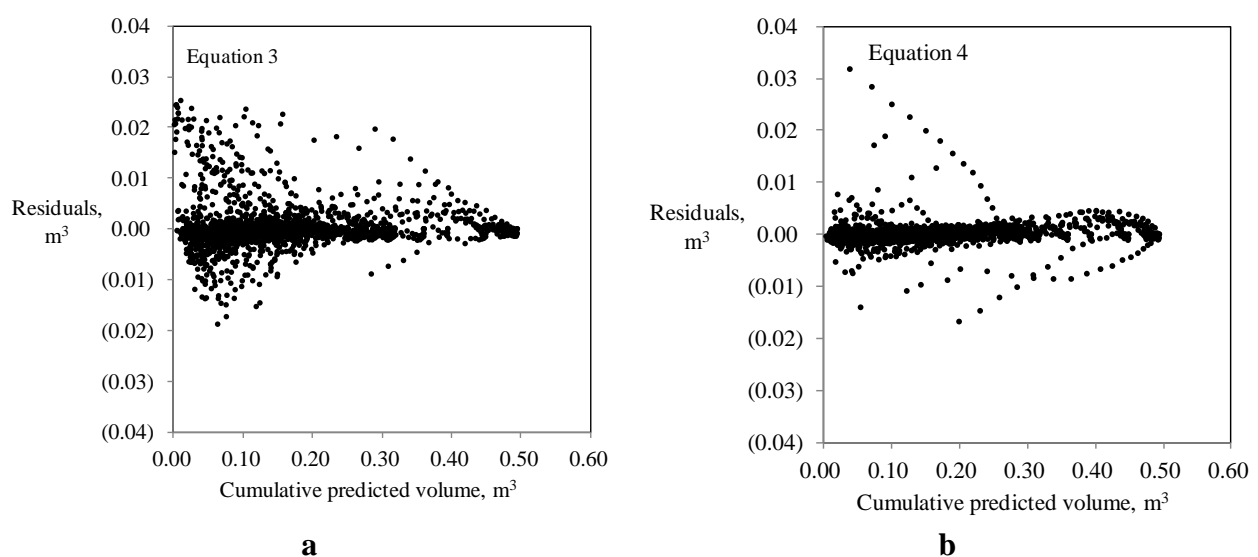 0.04
0.03
0.02
0.01
0.00
(0.01)
(0.02)
(0.03)
(0.04)
Residuals,
m³
Equation 3
0.00 0.10 0.20 0.30 0.40 0.50 0.60
Cumulative predicted volume, m³
a
0.04
0.03
0.02
0.01
0.00
(0.01)
(0.02)
(0.03)
(0.04)
Residuals,
m³
Equation 4
0.00 0.10 0.20 0.30 0.40 0.50 0.60
Cumulative predicted volume, m³
b